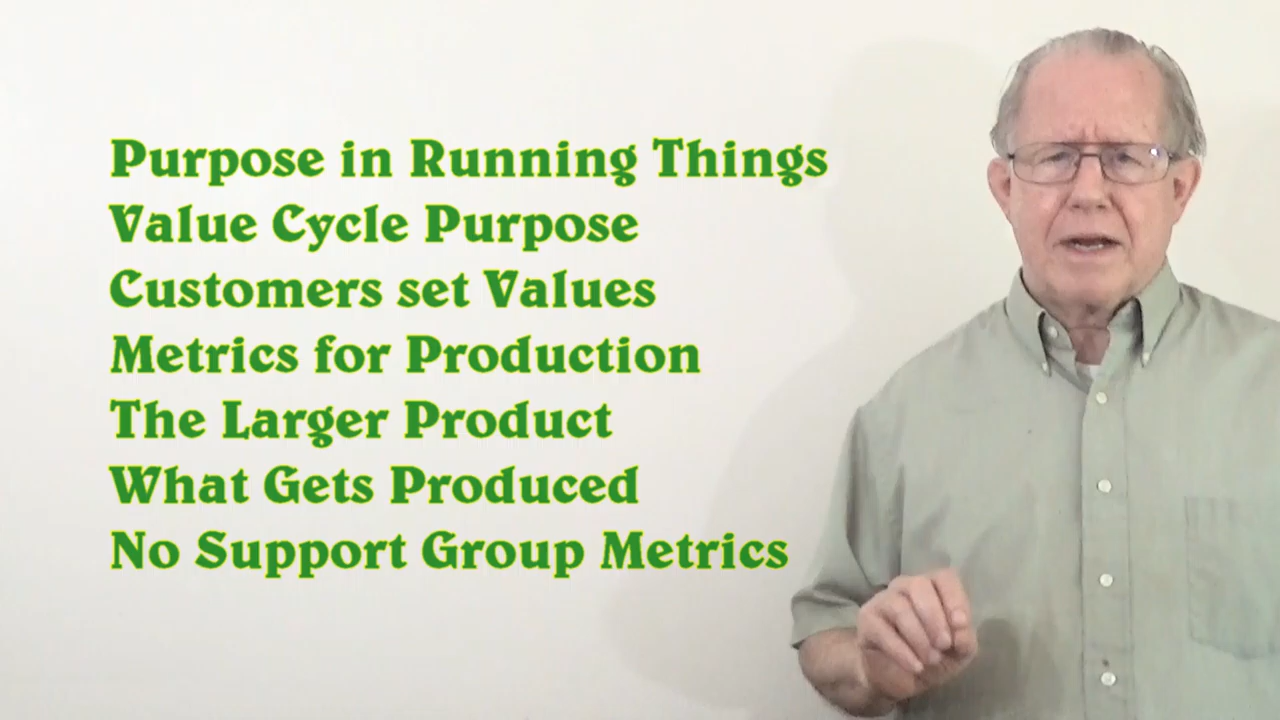 Purpose in Running Things
Value Cycle Purpose
Customers set Values
Metrics for Production
The Larger Product
What Gets Produced
No Support Group Metrics